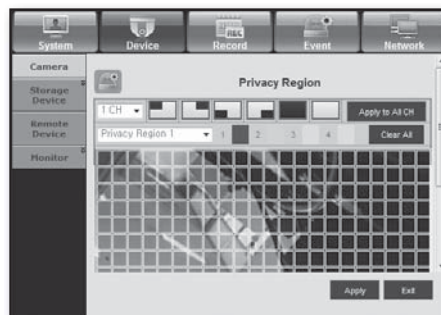 System Device Record Event Network
REC
Camera
Storage
Device
Remote
Device
Monitor
Privacy Region
1 CH
Apply to All CH
Privacy Region 1 1 2 3 4
Clear All
Apply Exit